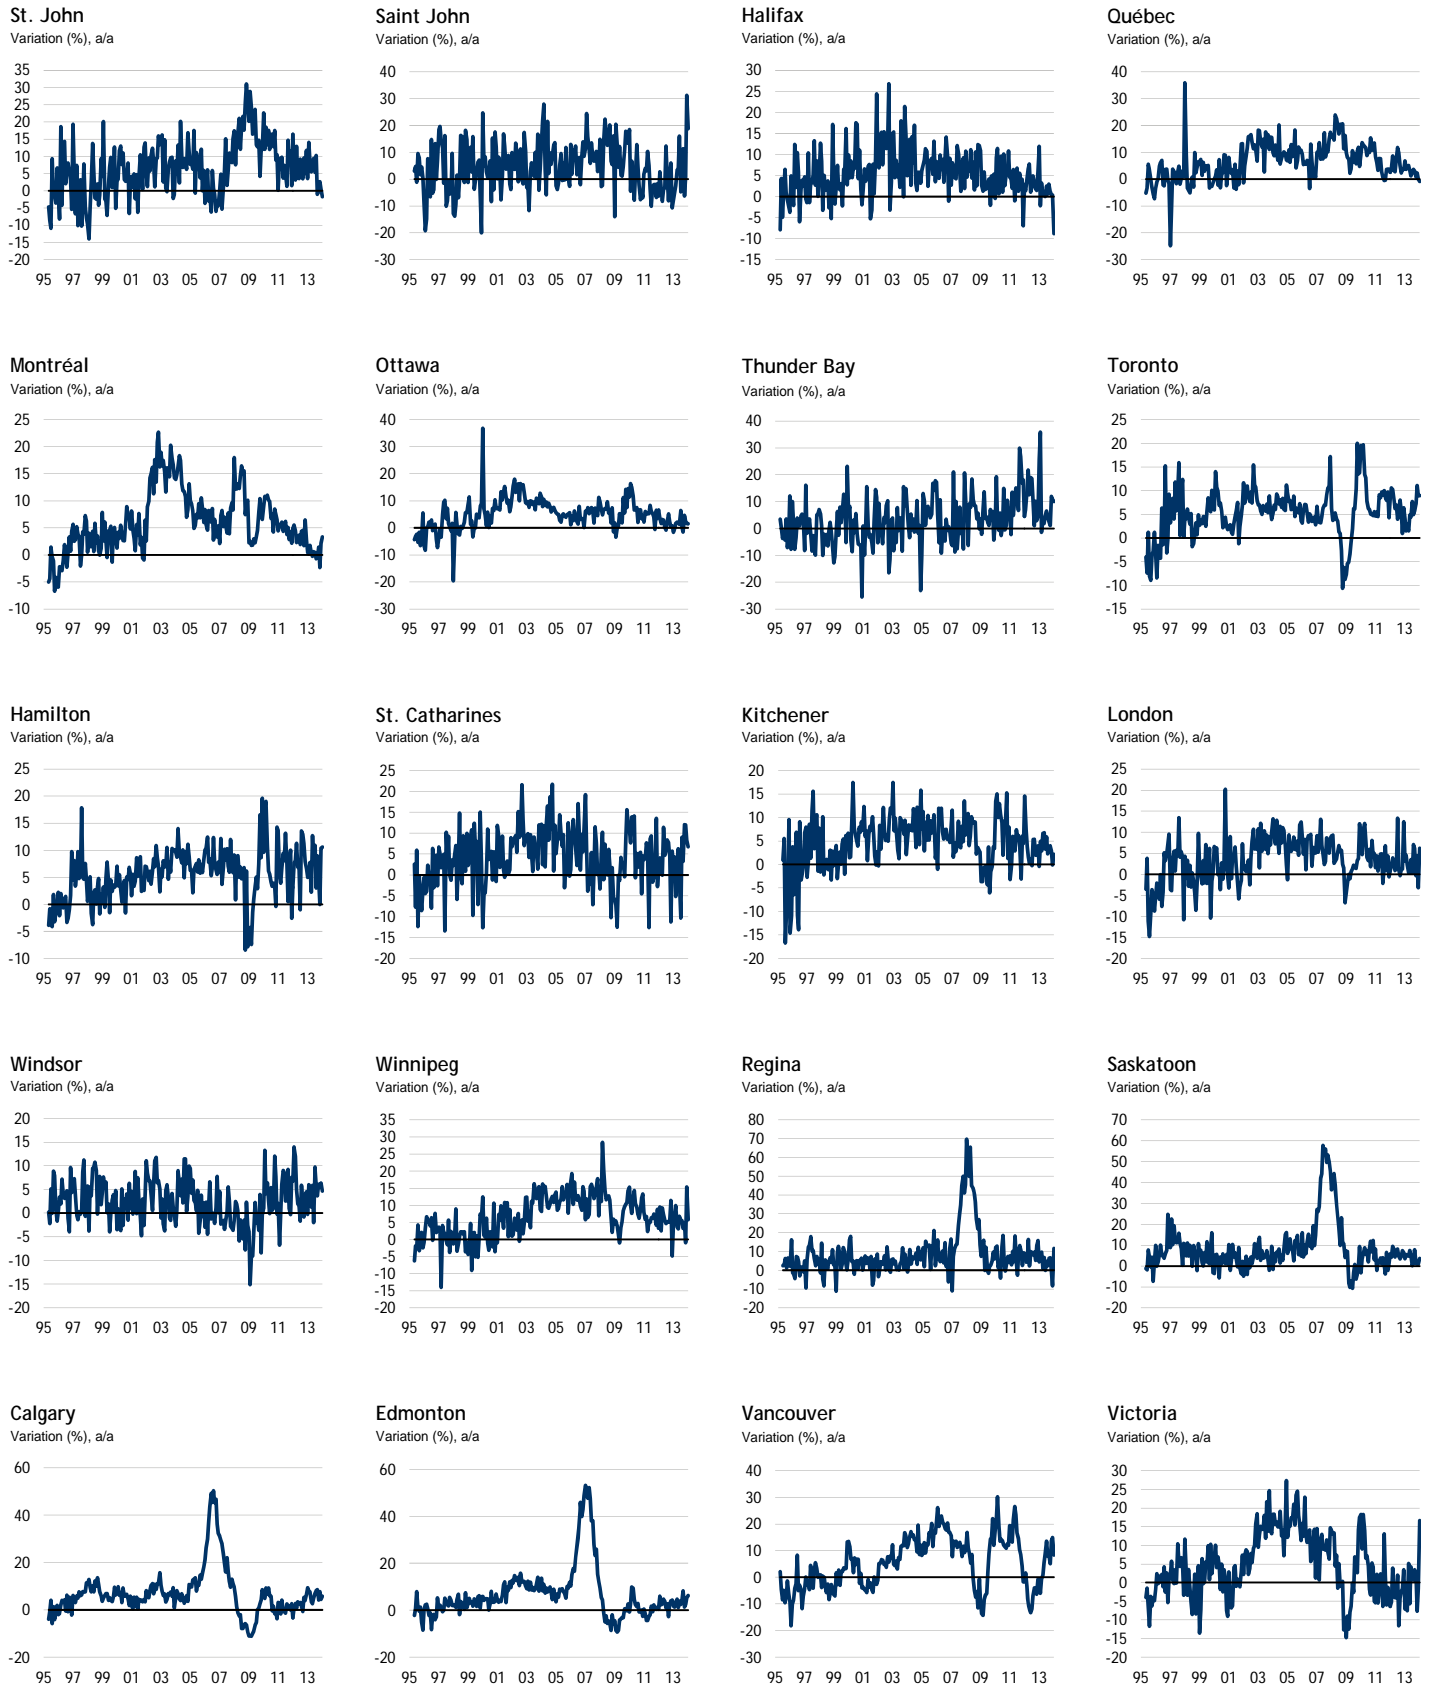 St. John
Variation (%), a/a
35
30
25
20
15
10
5
0
-5
-10
-15
-20
95 97 99 01 03 05 07 09 11 13
Saint John
Variation (%), a/a
40
30
20
10
0
-10
-20
-30
95 97 99 01 03 05 07 09 11 13
Halifax
Variation (%), a/a
30
25
20
15
10
5
0
-5
-10
-15
95 97 99 01 03 05 07 09 11 13
Québec
Variation (%), a/a
40
30
20
10
0
-10
-20
-30
95 97 99 01 03 05 07 09 11 13
Montréal
Variation (%), a/a
25
20
15
10
5
0
-5
-10
95 97 99 01 03 05 07 09 11 13
Ottawa
Variation (%), a/a
40
30
20
10
0
-10
-20
-30
95 97 99 01 03 05 07 09 11 13
Thunder Bay
Variation (%), a/a
40
30
20
10
0
-10
-20
-30
95 97 99 01 03 05 07 09 11 13
Toronto
Variation (%), a/a
25
20
15
10
5
0
-5
-10
-15
95 97 99 01 03 05 07 09 11 13
Hamilton
Variation (%), a/a
25
20
15
10
5
0
-5
-10
95 97 99 01 03 05 07 09 11 13
St. Catharines
Variation (%), a/a
25
20
15
10
5
0
-5
-10
-15
-20
95 97 99 01 03 05 07 09 11 13
Kitchener
Variation (%), a/a
20
15
10
5
0
-5
-10
-15
-20
95 97 99 01 03 05 07 09 11 13
London
Variation (%), a/a
25
20
15
10
5
0
-5
-10
-15
-20
95 97 99 01 03 05 07 09 11 13
Windsor
Variation (%), a/a
20
15
10
5
0
-5
-10
-15
-20
95 97 99 01 03 05 07 09 11 13
Winnipeg
Variation (%), a/a
35
30
25
20
15
10
5
0
-5
-10
-15
-20
95 97 99 01 03 05 07 09 11 13
Regina
Variation (%), a/a
80
70
60
50
40
30
20
10
0
-10
-20
95 97 99 01 03 05 07 09 11 13
Saskatoon
Variation (%), a/a
70
60
50
40
30
20
10
0
-10
-20
95 97 99 01 03 05 07 09 11 13
Calgary
Variation (%), a/a
60
40
20
0
-20
95 97 99 01 03 05 07 09 11 13
Edmonton
Variation (%), a/a
60
40
20
0
-20
95 97 99 01 03 05 07 09 11 13
Vancouver
Variation (%), a/a
40
30
20
10
0
-10
-20
-30
95 97 99 01 03 05 07 09 11 13
Victoria
Variation (%), a/a
30
25
20
15
10
5
0
-5
-10
-15
-20
95 97 99 01 03 05 07 09 11 13